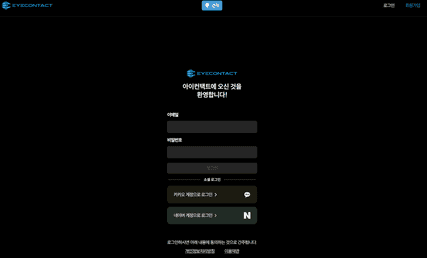 EYECONTACT
로그인
회원가입
EYECONTACT
아이컨택트에 오신 것을
환영합니다!
이메일
비밀번호
로그인
소셜 로그인
카카오 계정으로 로그인 >
네이버 계정으로 로그인 >
N
로그인하시면 아래 내용에 동의하는 것으로 간주합니다.
개인정보처리방침
이용약관